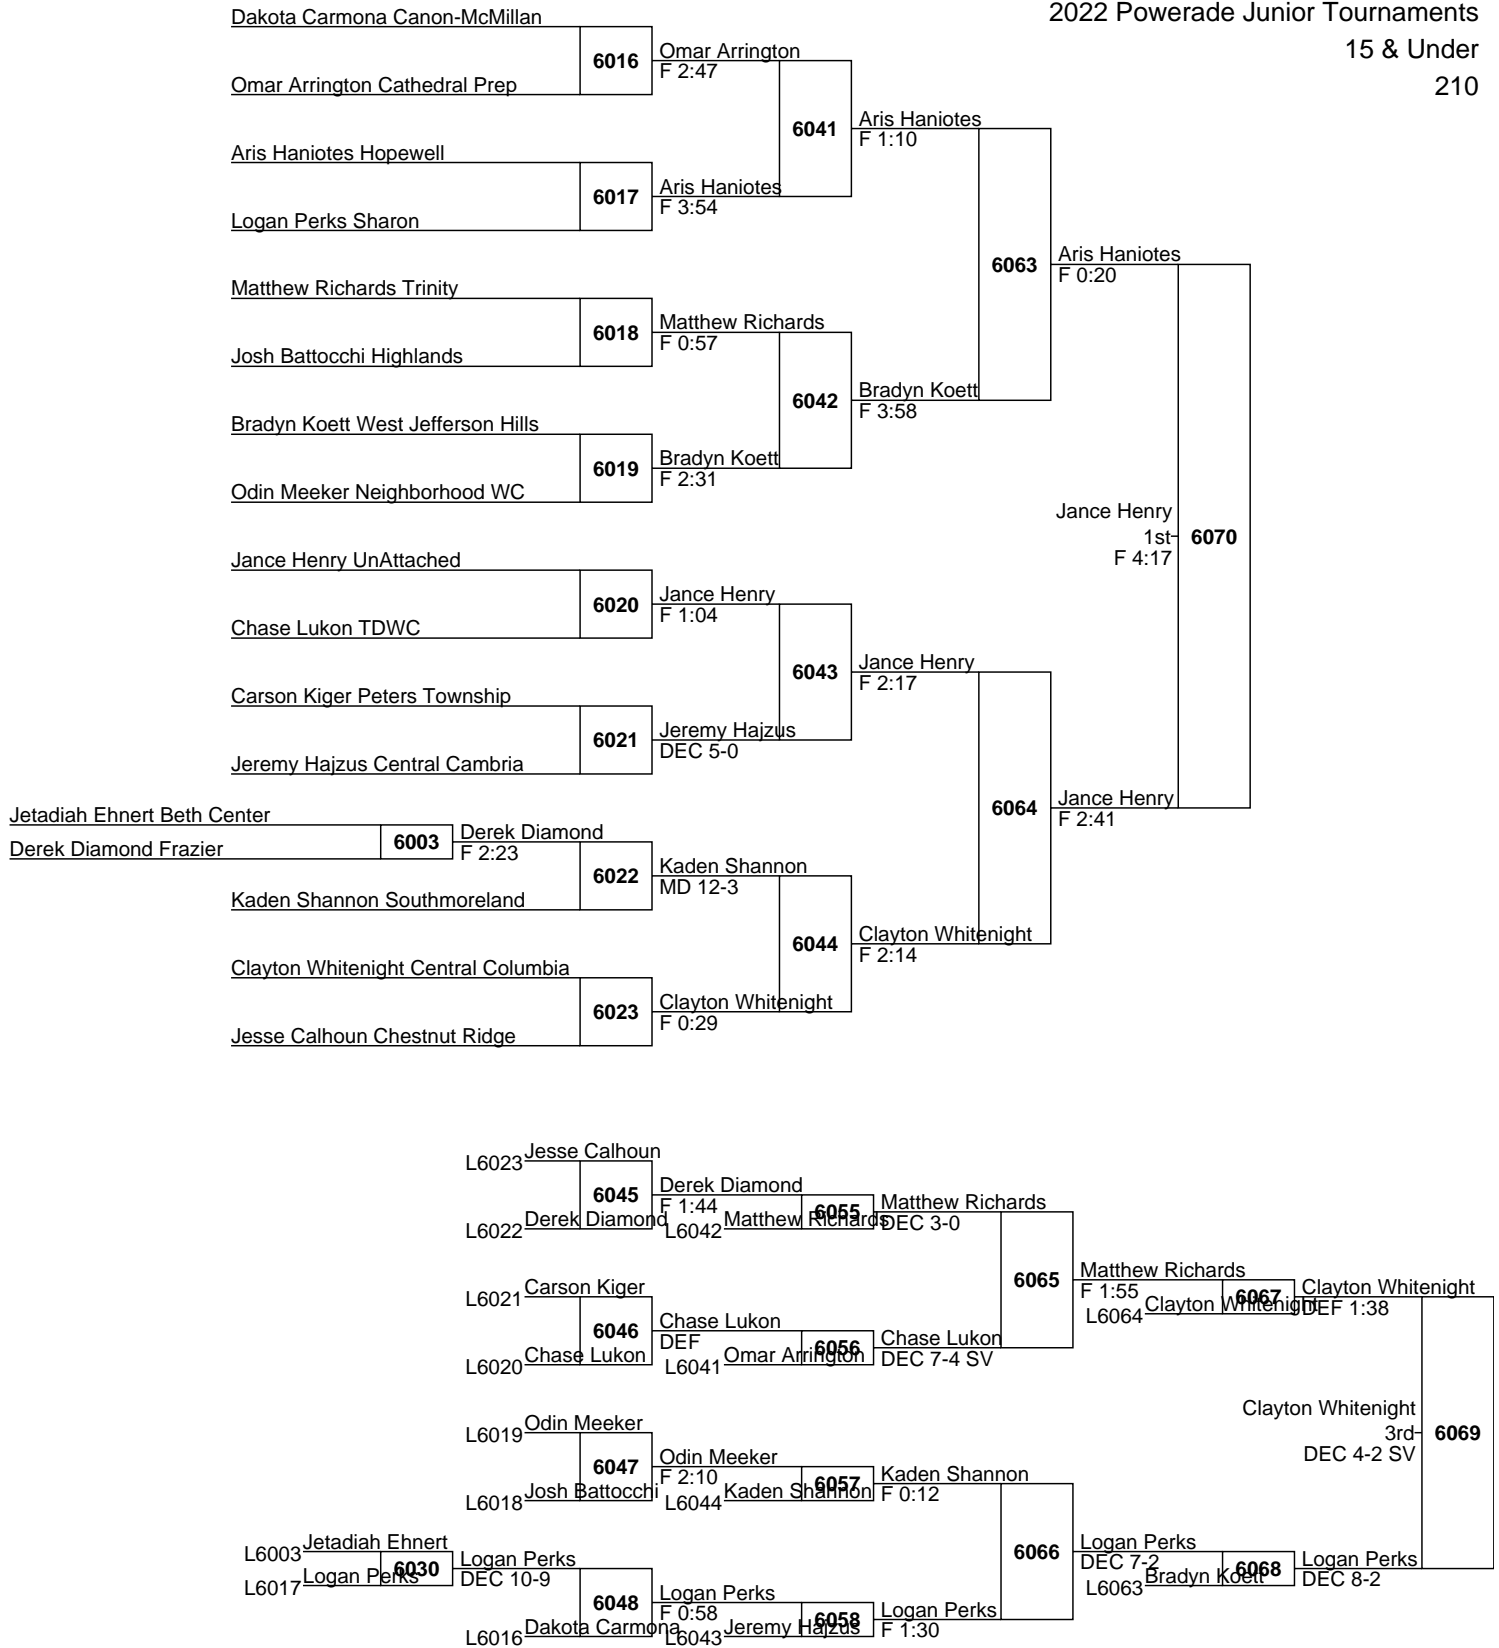 2022 Powerade Junior Tournaments
15 & Under
210
Dakota Carmona Canon-McMillan
6016
Omar Arrington
F 2:47
Omar Arrington Cathedral Prep
6041
Aris Haniotes
F 1:10
Aris Haniotes Hopewell
6017
Aris Haniotes
F 3:54
Logan Perks Sharon
6063
Aris Haniotes
F 0:20
Matthew Richards Trinity
6018
Matthew Richards
F 0:57
Josh Battocchi Highlands
6042
Bradyn Koett
F 3:58
Bradyn Koett West Jefferson Hills
6019
Bradyn Koett
F 2:31
Odin Meeker Neighborhood WC
Jance Henry
1st
F 4:17
6070
Jance Henry UnAttached
6020
Jance Henry
F 1:04
Chase Lukon TDWC
6043
Jance Henry
F 2:17
Carson Kiger Peters Township
6021
Jeremy Hajzus
DEC 5-0
Jeremy Hajzus Central Cambria
6064
Jance Henry
F 2:41
Jetadiah Ehnert Beth Center
6003
Derek Diamond
F 2:23
Derek Diamond Frazier
6022
Kaden Shannon
MD 12-3
Kaden Shannon Southmoreland
6044
Clayton Whitenight
F 2:14
Clayton Whitenight Central Columbia
6023
Clayton Whitenight
F 0:29
Jesse Calhoun Chestnut Ridge
L6023 Jesse Calhoun
6045
Derek Diamond
F 1:44
L6022 Derek Diamond
L6042 Matthew Richards
6055
Matthew Richards
DEC 3-0
6065
Matthew Richards
F 1:55
L6021 Carson Kiger
6046
Chase Lukon
DEF
L6020 Chase Lukon
L6041 Omar Arrington
6056
Chase Lukon
DEC 7-4 SV
L6064 Clayton Whitenight
6067
Clayton Whitenight
DEF 1:38
Clayton Whitenight
3rd
DEC 4-2 SV
6069
L6019 Odin Meeker
6047
Odin Meeker
F 2:10
L6018 Josh Battocchi
L6044 Kaden Shannon
6057
Kaden Shannon
F 0:12
6066
Logan Perks
DEC 7-2
L6003 Jetadiah Ehnert
6030
Logan Perks
DEC 10-9
L6017 Logan Perks
6048
Logan Perks
F 0:58
L6016 Dakota Carmona
L6043 Jeremy Hajzus
6058
Logan Perks
F 1:30
L6063 Bradyn Koett
6068
Logan Perks
DEC 8-2